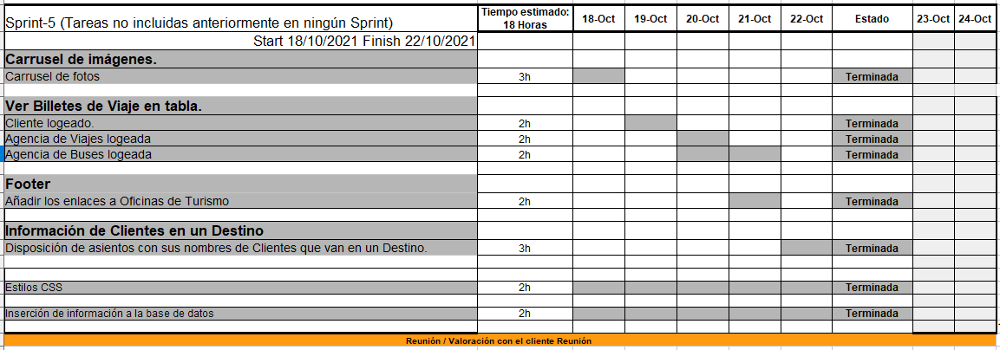 Sprint-5 (Tareas no incluidas anteriormente en ningún Sprint) Tiempo estimado: 18 Horas 18-Oct 19-Oct 20-Oct 21-Oct 22-Oct Estado 23-Oct 24-Oct
Start 18/10/2021 Finish 22/10/2021
Carrusel de imágenes.
Carrusel de fotos 3h Terminada
Ver Billetes de Viaje en tabla.
Cliente logeado. 2h Terminada
Agencia de Viajes logeada 2h Terminada
Agencia de Buses logeada 2h Terminada
Footer
Añadir los enlaces a Oficinas de Turismo 2h Terminada
Información de Clientes en un Destino
Disposición de asientos con sus nombres de Clientes que van en un Destino. 3h Terminada
Estilos CSS 2h Terminada
Inserción de información a la base de datos 2h Terminada
Reunión / Valoración con el cliente Reunión